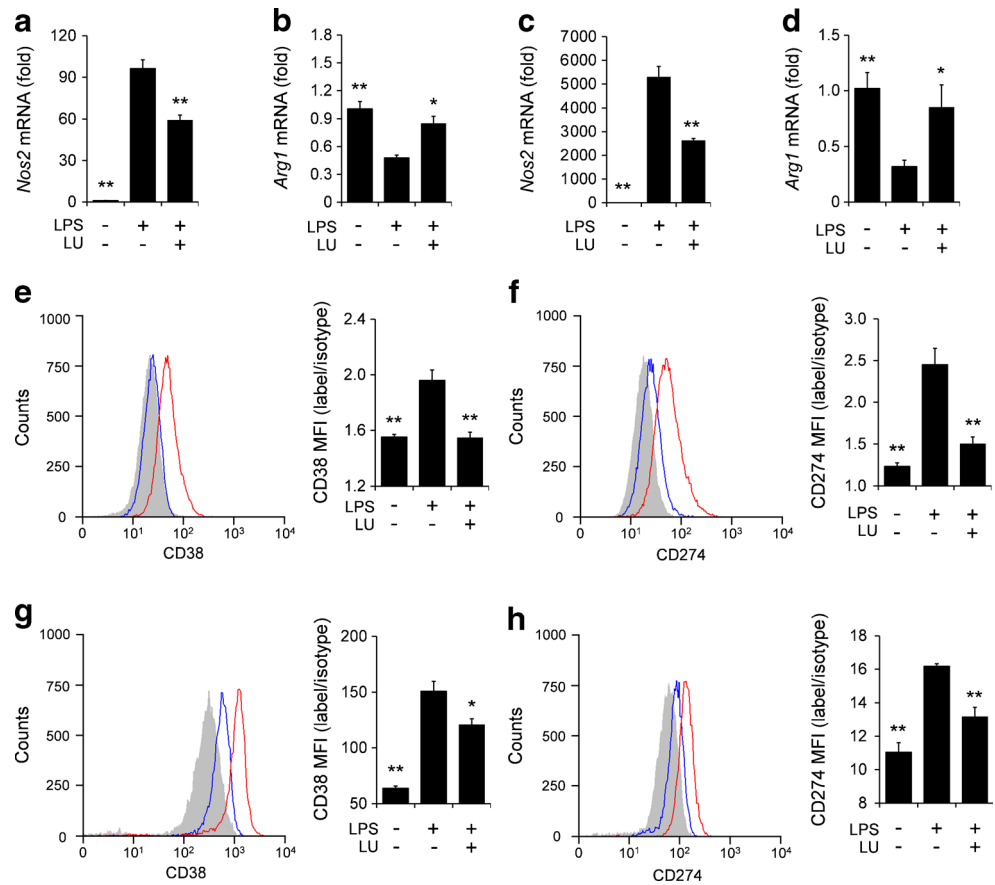 a
Nos2 mRNA (fold)
120
90
60
30
0
**
**
LPS - + +
LU - - +
b
Arg1 mRNA (fold)
1.5
1.2
0.9
0.6
0.3
0
**
*
LPS - + +
LU - - +
c
Nos2 mRNA (fold)
7000
6000
5000
4000
3000
2000
1000
0
**
**
LPS - + +
LU - - +
d
Arg1 mRNA (fold)
1.5
1.0
0.5
0
**
*
LPS - + +
LU - - +
e
Counts
1000
750
500
250
0
0 10¹ 10² 10³ 10⁴
CD38
CD38 MFI (label/isotype)
2.4
2.0
1.6
1.2
**
**
LPS - + +
LU - - +
f
Counts
1000
750
500
250
0
0 10¹ 10² 10³ 10⁴
CD274
CD274 MFI (label/isotype)
3.0
2.5
2.0
1.5
1.0
**
**
LPS - + +
LU - - +
g
Counts
1000
750
500
250
0
0 10¹ 10² 10³ 10⁴
CD38
CD38 MFI (label/isotype)
200
150
100
50
**
*
LPS - + +
LU - - +
h
Counts
1000
750
500
250
0
0 10¹ 10² 10³ 10⁴
CD274
CD274 MFI (label/isotype)
18
16
14
12
10
8
**
**
LPS - + +
LU - - +